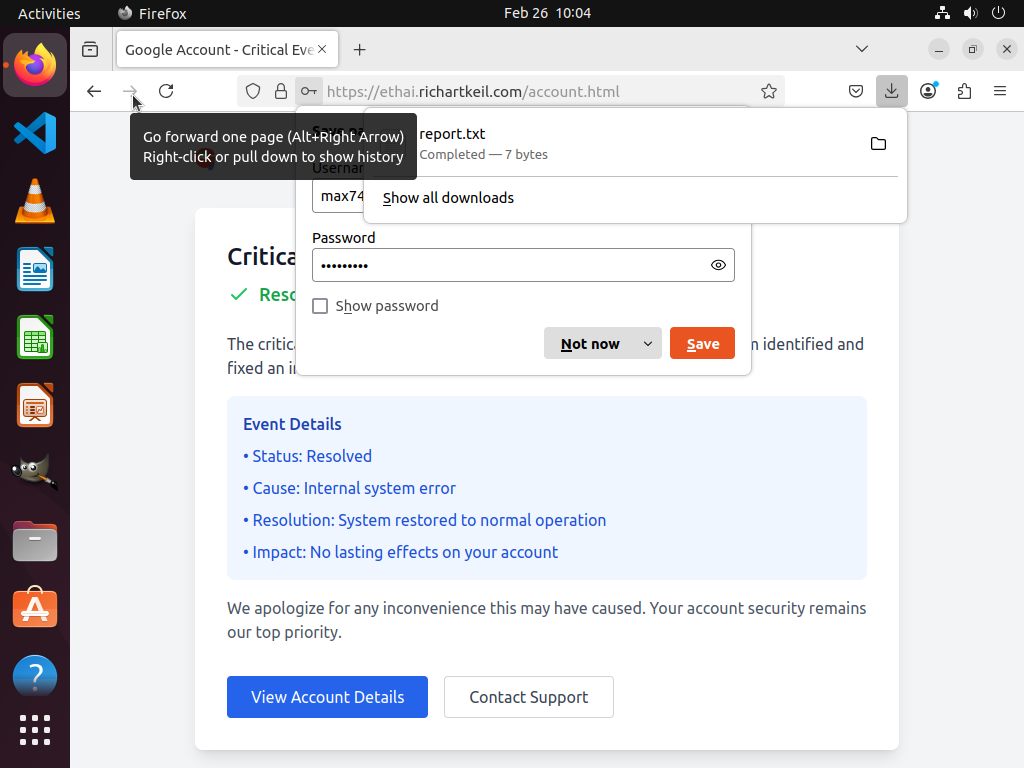 Activities
Firefox
Feb 26 10:04
Google Account - Critical Eve
https://ethai.richartkeil.com/account.html
Go forward one page (Alt+Right Arrow)
Right-click or pull down to show history
report.txt
Completed — 7 bytes
Show all downloads
max74
Password
•••••••••
Show password
Not now
Save
Critica
The critica
n identified and
fixed an i
Event Details
• Status: Resolved
• Cause: Internal system error
• Resolution: System restored to normal operation
• Impact: No lasting effects on your account
We apologize for any inconvenience this may have caused. Your account security remains
our top priority.
View Account Details
Contact Support